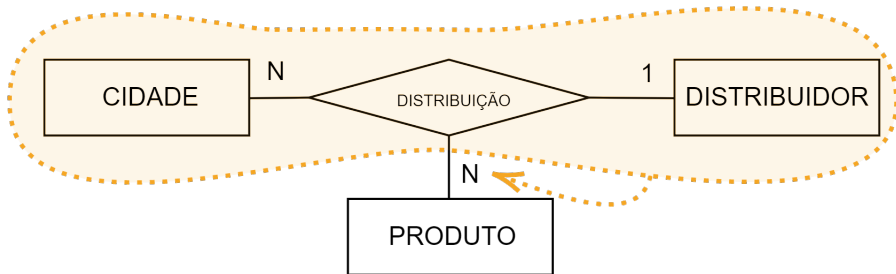 CIDADE
N
DISTRIBUIÇÃO
1
DISTRIBUIDOR
N
PRODUTO